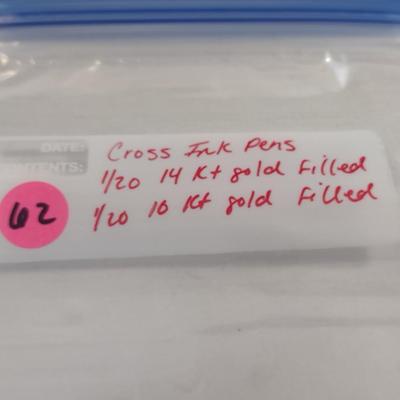 DATE: Cross Ink Pens
CONTENTS: 1/20 14 Kt gold Filled
62 1/20 10 Kt gold Filled